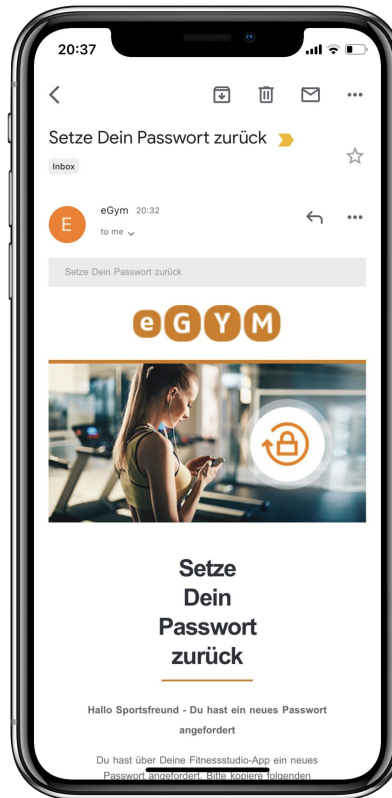 20:37
Setze Dein Passwort zurück
Inbox
E
eGym 20:32
to me
Setze Dein Passwort zurück
eGYM
Setze
Dein
Passwort
zurück
Hallo Sportsfreund - Du hast ein neues Passwort
angefordert
Du hast über Deine Fitnessstudio-App ein neues
Passwort angefordert. Bitte kopiere folgenden